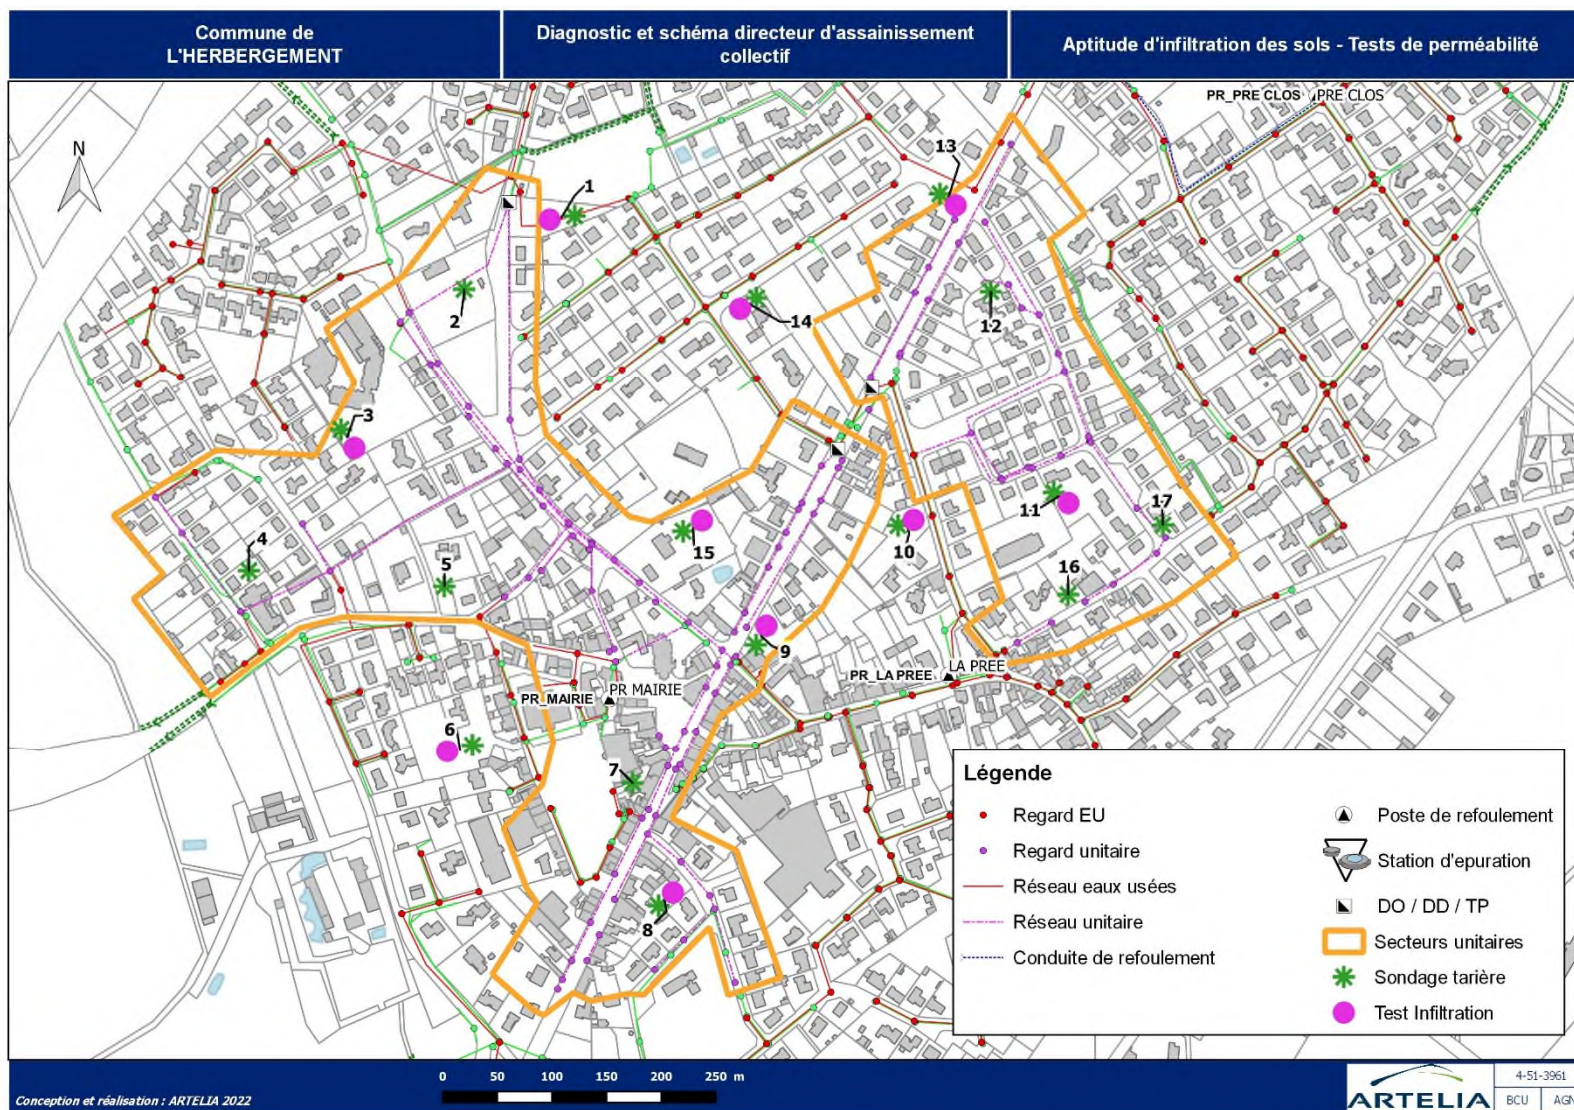 Commune de
L'HERBERGEMENT
Diagnostic et schéma directeur d'assainissement
collectif
Aptitude d'infiltration des sols - Tests de perméabilité
PR_PRE CLOS
PRE CLOS
N
13
1
2
14
12
3
4
5
15
10
11
17
16
9
PR_LA PREE
LA PREE
PR_MAIRIE
PR MAIRIE
6
7
8
Légende
Regard EU
Regard unitaire
Réseau eaux usées
Réseau unitaire
Conduite de refoulement
Poste de refoulement
Station d'epuration
DO / DD / TP
Secteurs unitaires
Sondage tarière
Test Infiltration
0 50 100 150 200 250 m
Conception et réalisation : ARTELIA 2022
ARTELIA
4-51-3961
BCU AGN